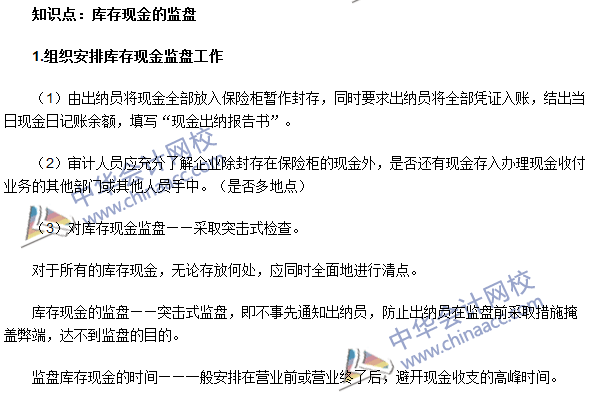 知识点：库存现金的监盘
1.组织安排库存现金监盘工作
（1）由出纳员将现金全部放入保险柜暂作封存，同时要求出纳员将全部凭证入账，结出当
日现金日记账余额，填写“现金出纳报告书”。
（2）审计人员应充分了解企业除封存在保险柜的现金外，是否还有现金存入办理现金收付
业务的其他部门或其他人员手中。（是否多地点）
（3）对库存现金监盘——采取突击式检查。
对于所有的库存现金，无论存放何处，应同时全面地进行清点。
库存现金的监盘——突击式监盘，即不事先通知出纳员，防止出纳员在监盘前采取措施掩
盖弊端，达不到监盘的目的。
监盘库存现金的时间———一般安排在营业前或营业终了后，避开现金收支的高峰时间。
中华会计网校
www.chinaacc.com
中华会计网校
www.chinaacc.com